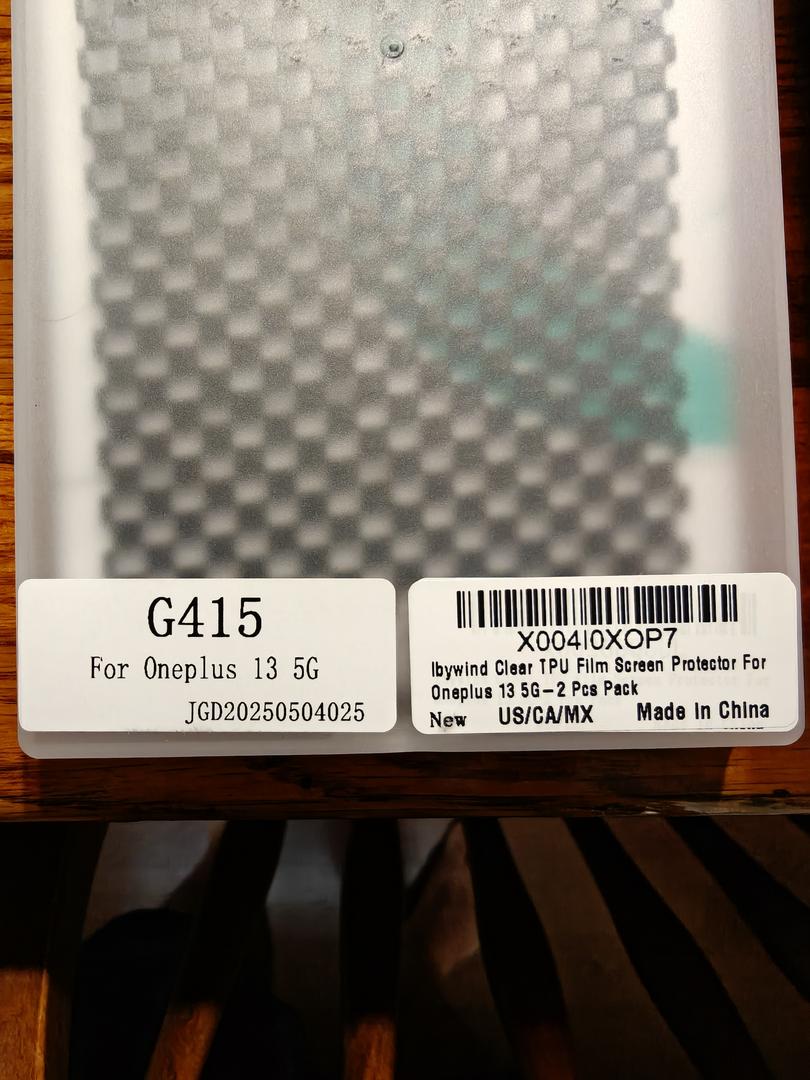 G415
For Oneplus 13 5G
JGD20250504025
X004I0XOP7
Ibywind Clear TPU Film Screen Protector For
Oneplus 13 5G-2 Pcs Pack
New US/CA/MX Made in China